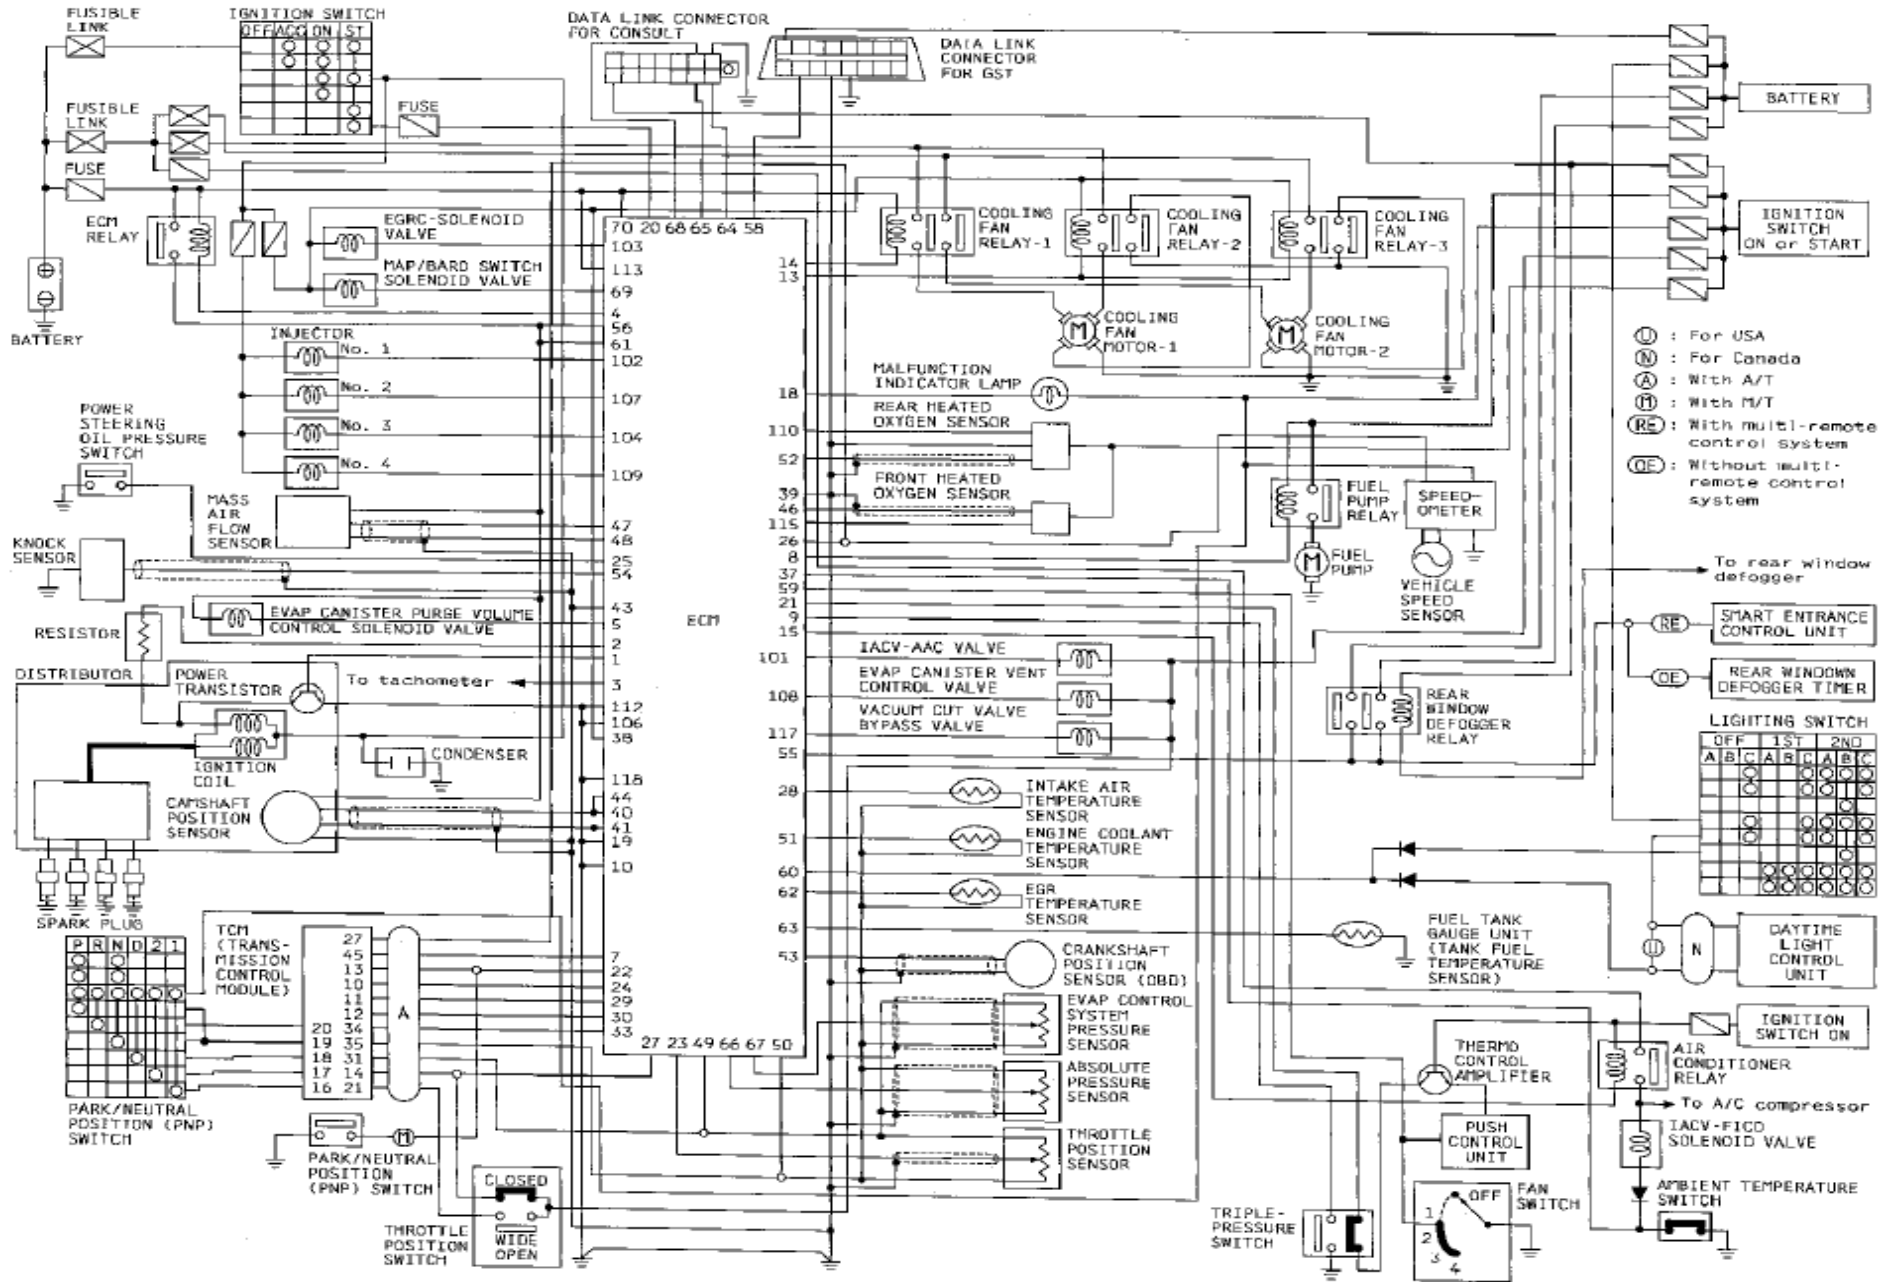 FUSIBLE
LINK
IGNITION SWITCH
OFF ACC ON ST
FUSIBLE
LINK
FUSE
FUSE
ECM
RELAY
BATTERY
DATA LINK CONNECTOR
FOR CONSULT
DATA LINK
CONNECTOR
FOR GST
BATTERY
IGNITION
SWITCH
ON or START
EGRC-SOLENOID
VALVE
MAP/BARO SWITCH
SOLENOID VALVE
INJECTOR
No. 1
No. 2
No. 3
No. 4
POWER
STEERING
OIL PRESSURE
SWITCH
MASS
AIR
FLOW
SENSOR
KNOCK
SENSOR
EVAP CANISTER PURGE VOLUME
CONTROL SOLENOID VALVE
RESISTOR
DISTRIBUTOR
POWER
TRANSISTOR
To tachometer
IGNITION
COIL
CONDENSER
CAMSHAFT
POSITION
SENSOR
SPARK PLUG
P R N D 2 1
PARK/NEUTRAL
POSITION (PNP)
SWITCH
TCM
(TRANS-
MISSION
CONTROL
MODULE)
20
19
18
17
16
27
45
13
10
11
12
34
35
31
14
21
A
M
PARK/NEUTRAL
POSITION
(PNP) SWITCH
THROTTLE
POSITION
SWITCH
CLOSED
WIDE
OPEN
ECM
70 20 68 65 64 58
103
113
69
4
56
61
102
107
104
109
47
48
25
54
43
5
2
1
3
112
106
38
118
44
40
41
19
10
7
22
24
29
30
33
27 23 49 66 67 50
14
13
18
110
52
39
46
115
26
8
37
59
21
9
15
101
108
117
55
28
51
60
62
63
53
COOLING
FAN
RELAY-1
COOLING
FAN
RELAY-2
COOLING
FAN
RELAY-3
M
COOLING
FAN
MOTOR-1
M
COOLING
FAN
MOTOR-2
MALFUNCTION
INDICATOR LAMP
REAR HEATED
OXYGEN SENSOR
FRONT HEATED
OXYGEN SENSOR
FUEL
PUMP
RELAY
M
FUEL
PUMP
SPEED-
OMETER
VEHICLE
SPEED
SENSOR
U : For USA
N : For Canada
A : With A/T
M : With M/T
RE : With multi-remote
control system
OE : Without multi-
remote control
system
To rear window
defogger
RE
SMART ENTRANCE
CONTROL UNIT
OE
REAR WINDOWN
DEFOGGER TIMER
IACV-AAC VALVE
EVAP CANISTER VENT
CONTROL VALVE
VACUUM CUT VALVE
BYPASS VALVE
REAR
WINDOW
DEFOGGER
RELAY
LIGHTING SWITCH
OFF 1ST 2ND
A B C A B C A B C
INTAKE AIR
TEMPERATURE
SENSOR
ENGINE COOLANT
TEMPERATURE
SENSOR
EGR
TEMPERATURE
SENSOR
CRANKSHAFT
POSITION
SENSOR (OBD)
EVAP CONTROL
SYSTEM
PRESSURE
SENSOR
ABSOLUTE
PRESSURE
SENSOR
THROTTLE
POSITION
SENSOR
FUEL TANK
GAUGE UNIT
(TANK FUEL
TEMPERATURE
SENSOR)
U
N
DAYTIME
LIGHT
CONTROL
UNIT
IGNITION
SWITCH ON
THERMO
CONTROL
AMPLIFIER
AIR
CONDITIONER
RELAY
To A/C compressor
PUSH
CONTROL
UNIT
IACV-FICD
SOLENOID VALVE
AMBIENT TEMPERATURE
SWITCH
TRIPLE-
PRESSURE
SWITCH
OFF
1
2
3
4
FAN
SWITCH